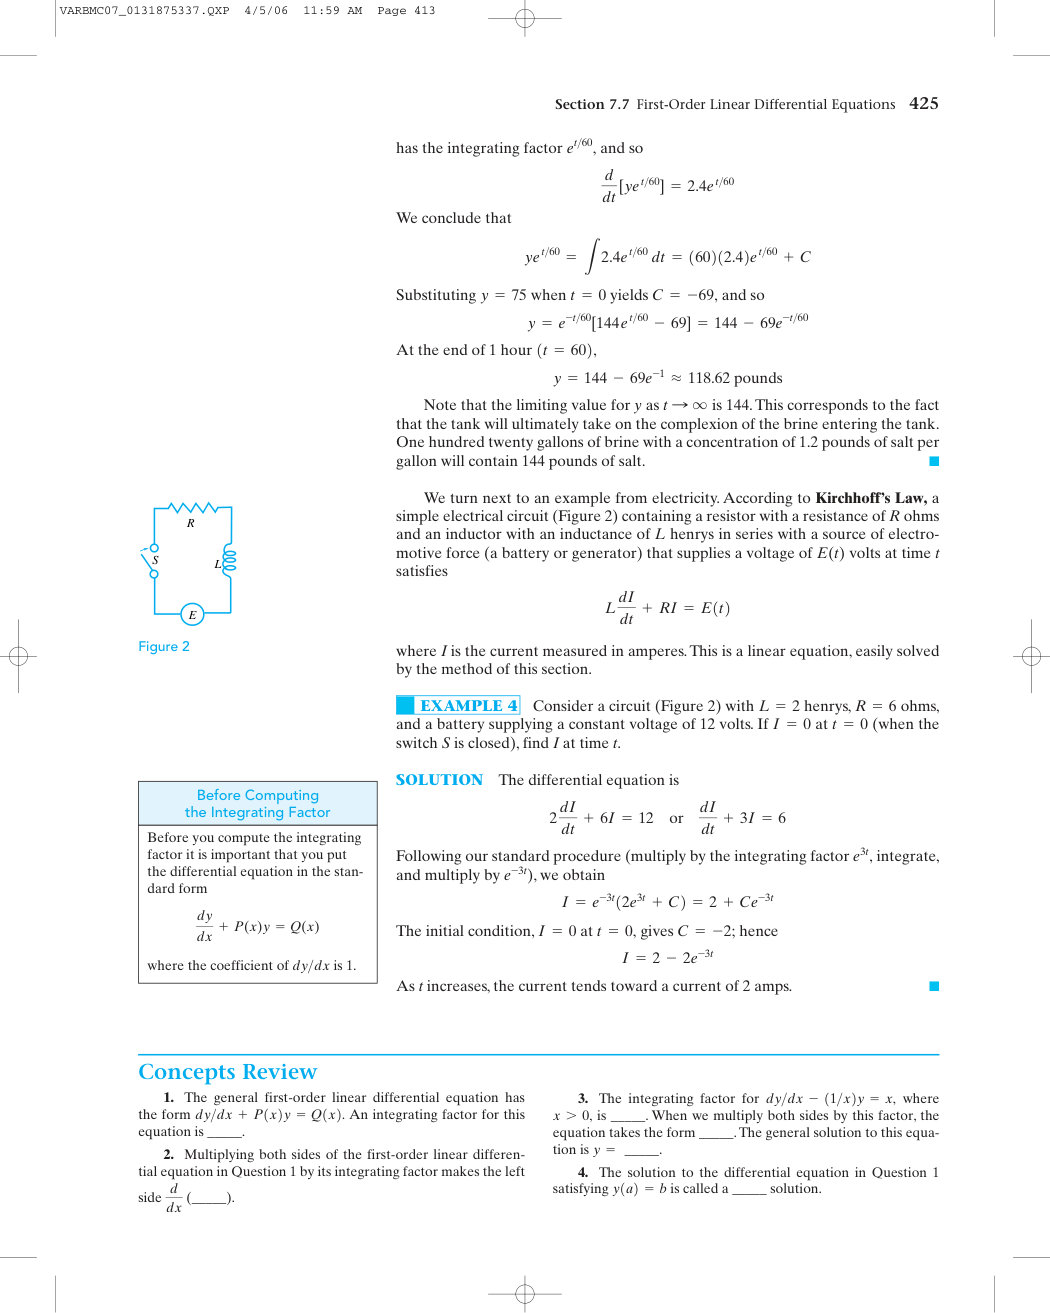 VARBMC07_0131875337.QXP 4/5/06 11:59 AM Page 413
Section 7.7 First-Order Linear Differential Equations 425
has the integrating factor e^{t/60}, and so
d/dt [ye^{t/60}] = 2.4e^{t/60}
We conclude that
ye^{t/60} = ∫ 2.4e^{t/60} dt = (60)(2.4)e^{t/60} + C
Substituting y = 75 when t = 0 yields C = −69, and so
y = e^{−t/60}[144e^{t/60} − 69] = 144 − 69e^{−t/60}
At the end of 1 hour (t = 60),
y = 144 − 69e^{−1} ≈ 118.62 pounds
Note that the limiting value for y as t → ∞ is 144. This corresponds to the fact
that the tank will ultimately take on the complexion of the brine entering the tank.
One hundred twenty gallons of brine with a concentration of 1.2 pounds of salt per
gallon will contain 144 pounds of salt.
We turn next to an example from electricity. According to Kirchhoff's Law, a
simple electrical circuit (Figure 2) containing a resistor with a resistance of R ohms
and an inductor with an inductance of L henrys in series with a source of electro-
motive force (a battery or generator) that supplies a voltage of E(t) volts at time t
satisfies
L dI/dt + RI = E(t)
where I is the current measured in amperes. This is a linear equation, easily solved
by the method of this section.
R
S
L
E
Figure 2
EXAMPLE 4 Consider a circuit (Figure 2) with L = 2 henrys, R = 6 ohms,
and a battery supplying a constant voltage of 12 volts. If I = 0 at t = 0 (when the
switch S is closed), find I at time t.
SOLUTION The differential equation is
2 dI/dt + 6I = 12 or dI/dt + 3I = 6
Following our standard procedure (multiply by the integrating factor e^{3t}, integrate,
and multiply by e^{−3t}), we obtain
I = e^{−3t}(2e^{3t} + C) = 2 + Ce^{−3t}
The initial condition, I = 0 at t = 0, gives C = −2; hence
I = 2 − 2e^{−3t}
As t increases, the current tends toward a current of 2 amps.
Before Computing
the Integrating Factor
Before you compute the integrating
factor it is important that you put
the differential equation in the stan-
dard form
dy/dx + P(x)y = Q(x)
where the coefficient of dy/dx is 1.
Concepts Review
1. The general first-order linear differential equation has
the form dy/dx + P(x)y = Q(x). An integrating factor for this
equation is _____.
2. Multiplying both sides of the first-order linear differen-
tial equation in Question 1 by its integrating factor makes the left
side d/dx (_____).
3. The integrating factor for dy/dx − (1/x)y = x, where
x > 0, is _____. When we multiply both sides by this factor, the
equation takes the form _____. The general solution to this equa-
tion is y = _____.
4. The solution to the differential equation in Question 1
satisfying y(a) = b is called a _____ solution.